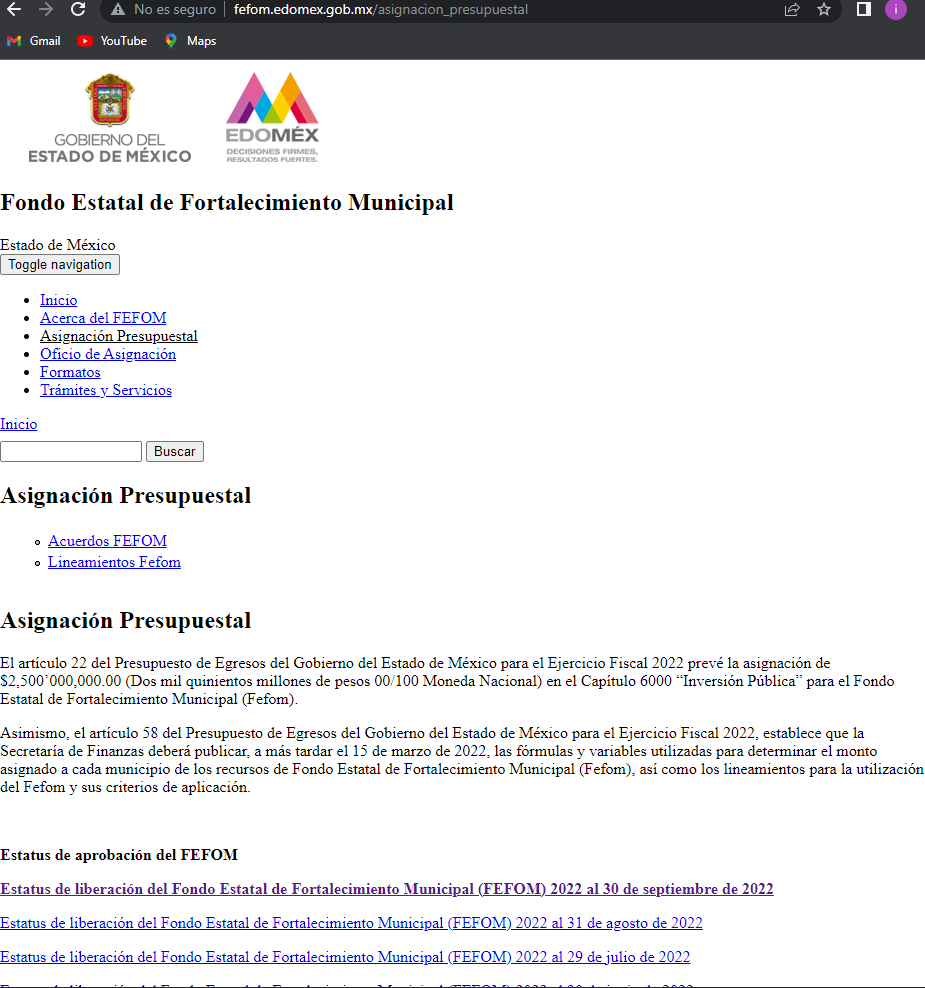 No es seguro fefom.edomex.gob.mx/asignacion_presupuestal
i
Gmail YouTube Maps
GOBIERNO DEL
ESTADO DE MÉXICO
EDOMÉX
DECISIONES FIRMES,
RESULTADOS FUERTES.
Fondo Estatal de Fortalecimiento Municipal
Estado de México
Toggle navigation
Inicio
Acerca del FEFOM
Asignación Presupuestal
Oficio de Asignación
Formatos
Trámites y Servicios
Inicio
Buscar
Asignación Presupuestal
Acuerdos FEFOM
Lineamientos Fefom
Asignación Presupuestal
El artículo 22 del Presupuesto de Egresos del Gobierno del Estado de México para el Ejercicio Fiscal 2022 prevé la asignación de
$2,500’000,000.00 (Dos mil quinientos millones de pesos 00/100 Moneda Nacional) en el Capítulo 6000 “Inversión Pública” para el Fondo
Estatal de Fortalecimiento Municipal (Fefom).
Asimismo, el artículo 58 del Presupuesto de Egresos del Gobierno del Estado de México para el Ejercicio Fiscal 2022, establece que la
Secretaría de Finanzas deberá publicar, a más tardar el 15 de marzo de 2022, las fórmulas y variables utilizadas para determinar el monto
asignado a cada municipio de los recursos de Fondo Estatal de Fortalecimiento Municipal (Fefom), así como los lineamientos para la utilización
del Fefom y sus criterios de aplicación.
Estatus de aprobación del FEFOM
Estatus de liberación del Fondo Estatal de Fortalecimiento Municipal (FEFOM) 2022 al 30 de septiembre de 2022
Estatus de liberación del Fondo Estatal de Fortalecimiento Municipal (FEFOM) 2022 al 31 de agosto de 2022
Estatus de liberación del Fondo Estatal de Fortalecimiento Municipal (FEFOM) 2022 al 29 de julio de 2022